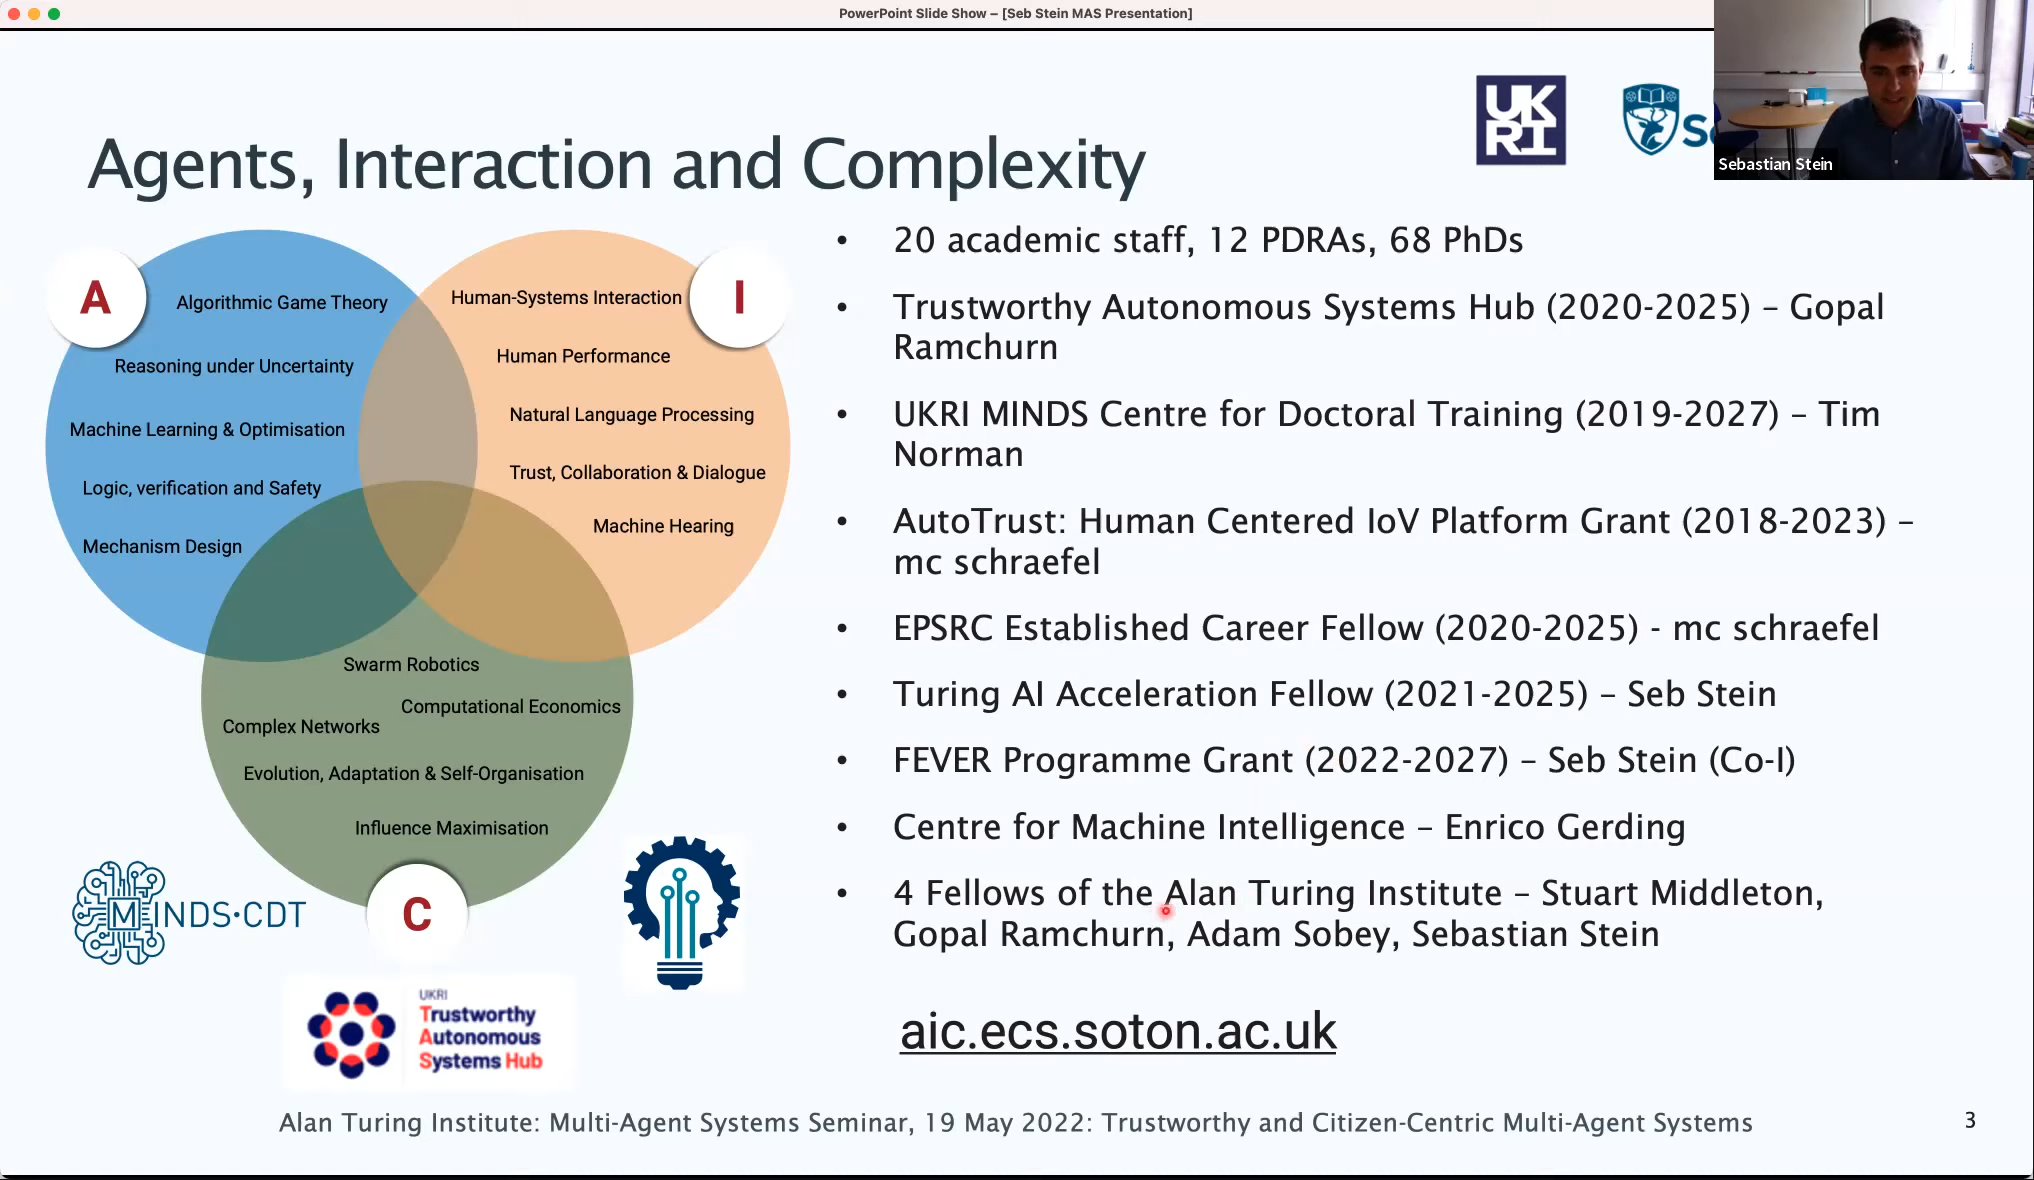 PowerPoint Slide Show – [Seb Stein MAS Presentation]
UK
RI
Sebastian Stein
Agents, Interaction and Complexity
A
Algorithmic Game Theory
Reasoning under Uncertainty
Machine Learning & Optimisation
Logic, verification and Safety
Mechanism Design
I
Human-Systems Interaction
Human Performance
Natural Language Processing
Trust, Collaboration & Dialogue
Machine Hearing
Swarm Robotics
Computational Economics
Complex Networks
Evolution, Adaptation & Self-Organisation
Influence Maximisation
C
MINDS·CDT
UKRI
Trustworthy
Autonomous
Systems Hub
• 20 academic staff, 12 PDRAs, 68 PhDs
• Trustworthy Autonomous Systems Hub (2020-2025) – Gopal
Ramchurn
• UKRI MINDS Centre for Doctoral Training (2019-2027) – Tim
Norman
• AutoTrust: Human Centered IoV Platform Grant (2018-2023) –
mc schraefel
• EPSRC Established Career Fellow (2020-2025) - mc schraefel
• Turing AI Acceleration Fellow (2021-2025) – Seb Stein
• FEVER Programme Grant (2022-2027) – Seb Stein (Co-I)
• Centre for Machine Intelligence – Enrico Gerding
• 4 Fellows of the Alan Turing Institute – Stuart Middleton,
Gopal Ramchurn, Adam Sobey, Sebastian Stein
aic.ecs.soton.ac.uk
Alan Turing Institute: Multi-Agent Systems Seminar, 19 May 2022: Trustworthy and Citizen-Centric Multi-Agent Systems
3